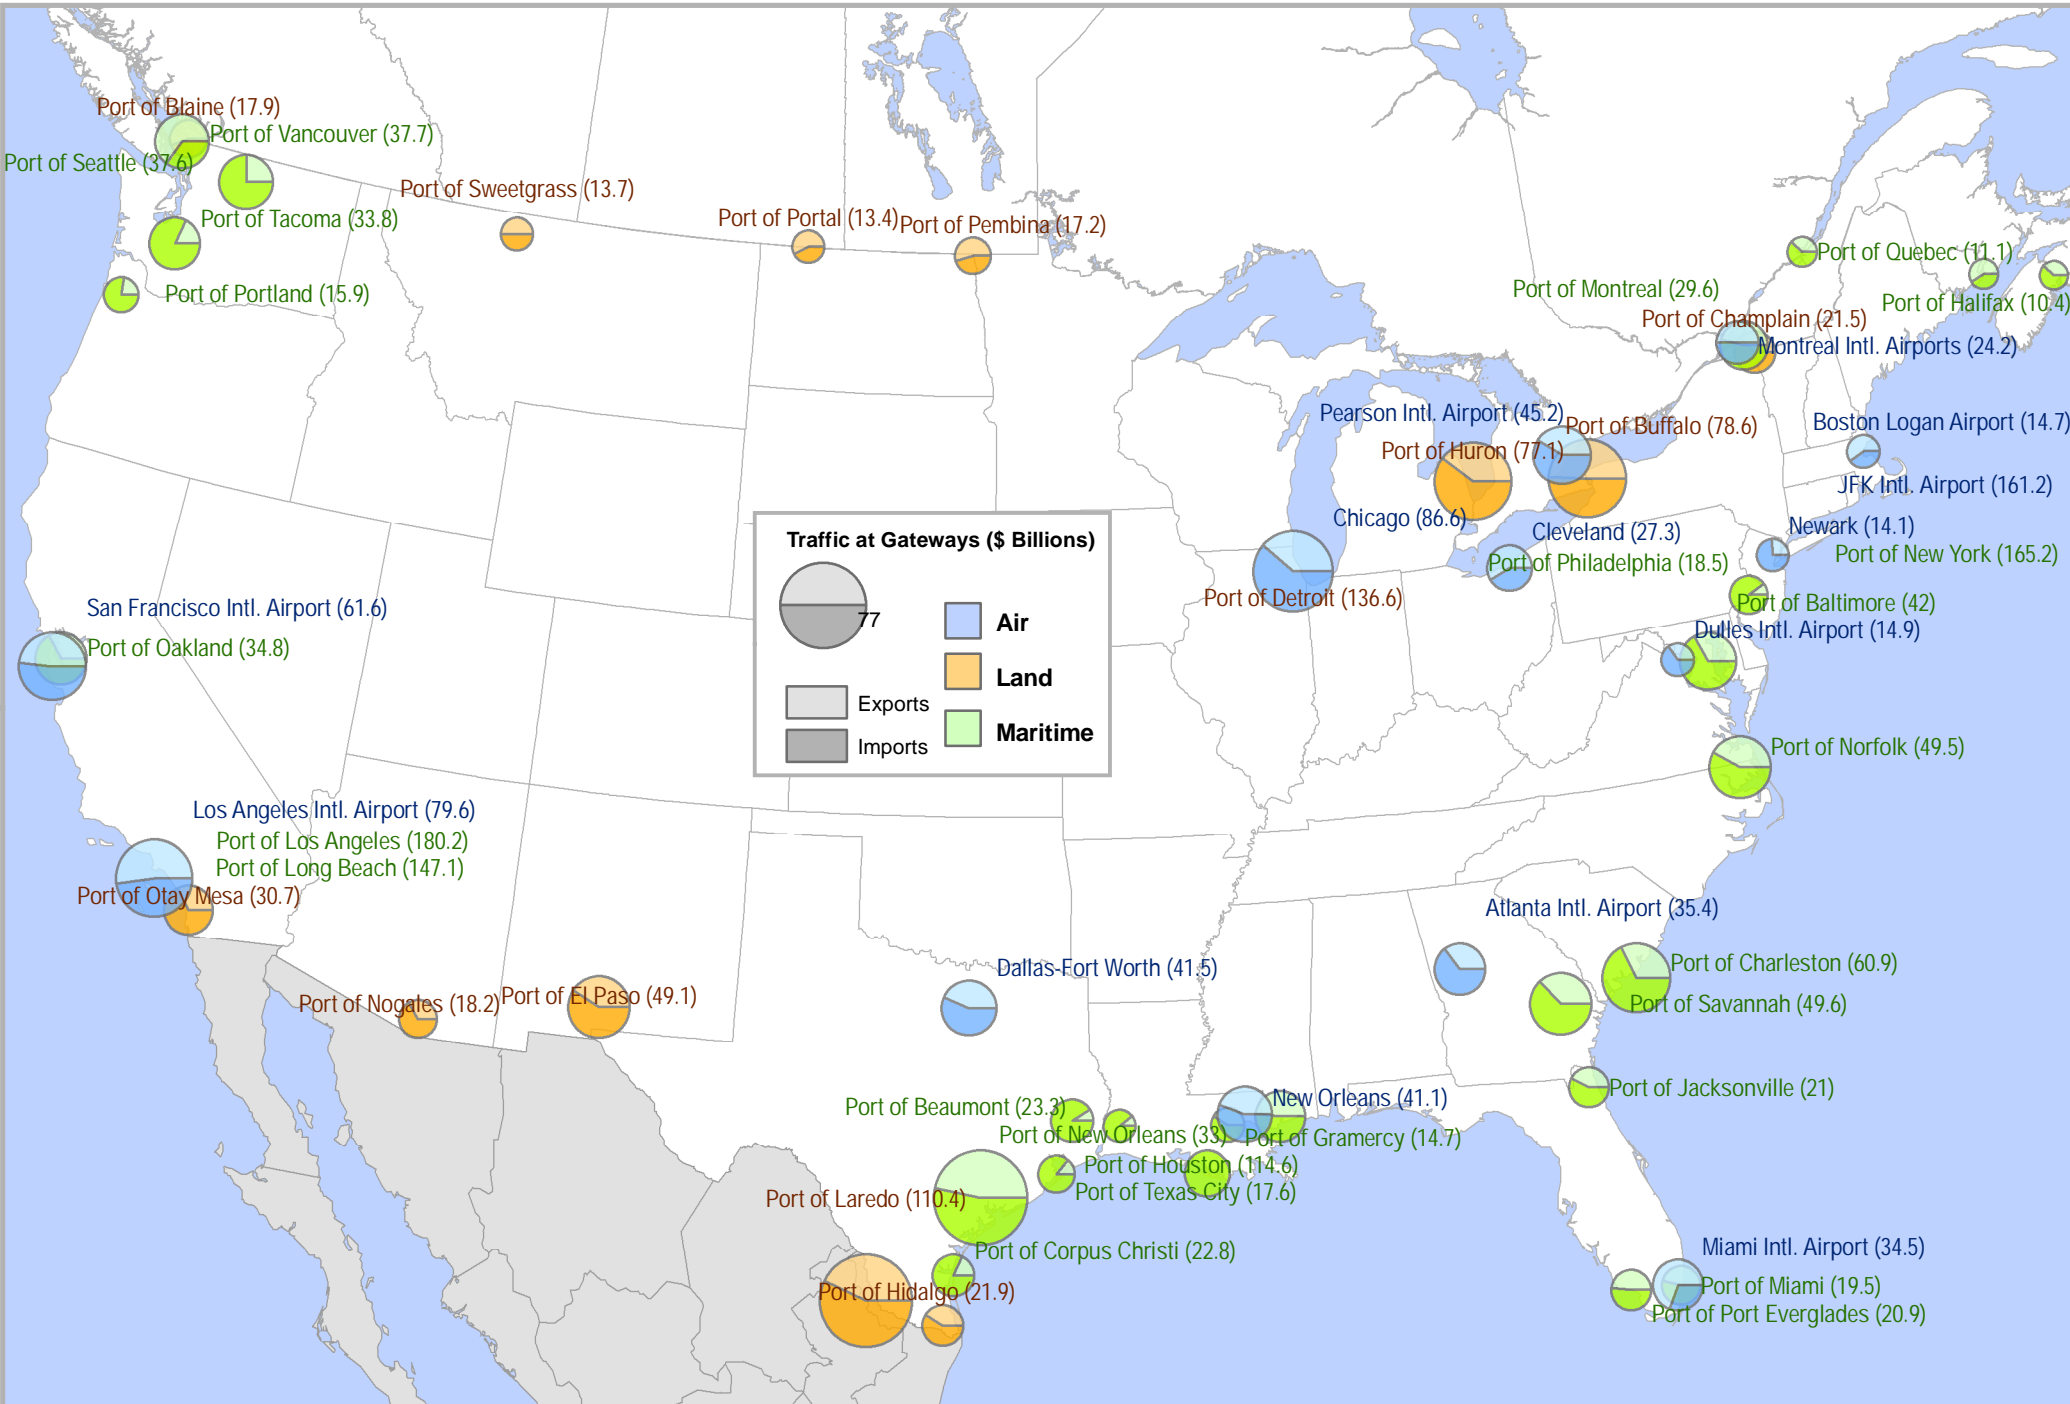 Port of Blaine (17.9)
Port of Vancouver (37.7)
Port of Seattle (37.6)
Port of Sweetgrass (13.7)
Port of Tacoma (33.8)
Port of Portal (13.4)
Port of Pembina (17.2)
Port of Quebec (11.1)
Port of Portland (15.9)
Port of Montreal (29.6)
Port of Halifax (10.4)
Port of Champlain (21.5)
Montreal Intl. Airports (24.2)
Pearson Intl. Airport (45.2)
Port of Buffalo (78.6)
Boston Logan Airport (14.7)
Port of Huron (77.1)
JFK Intl. Airport (161.2)
Chicago (86.6)
Cleveland (27.3)
Newark (14.1)
Port of New York (165.2)
Port of Philadelphia (18.5)
Port of Detroit (136.6)
Port of Baltimore (42)
Dulles Intl. Airport (14.9)
Traffic at Gateways ($ Billions)
77
Air
Land
Maritime
Exports
Imports
San Francisco Intl. Airport (61.6)
Port of Oakland (34.8)
Port of Norfolk (49.5)
Los Angeles Intl. Airport (79.6)
Port of Los Angeles (180.2)
Port of Long Beach (147.1)
Port of Otay Mesa (30.7)
Atlanta Intl. Airport (35.4)
Dallas-Fort Worth (41.5)
Port of Charleston (60.9)
Port of Nogales (18.2)
Port of El Paso (49.1)
Port of Savannah (49.6)
Port of Jacksonville (21)
Port of Beaumont (23.3)
New Orleans (41.1)
Port of New Orleans (33)
Port of Gramercy (14.7)
Port of Houston (114.6)
Port of Texas City (17.6)
Port of Laredo (110.4)
Port of Corpus Christi (22.8)
Port of Hidalgo (21.9)
Miami Intl. Airport (34.5)
Port of Miami (19.5)
Port of Port Everglades (20.9)